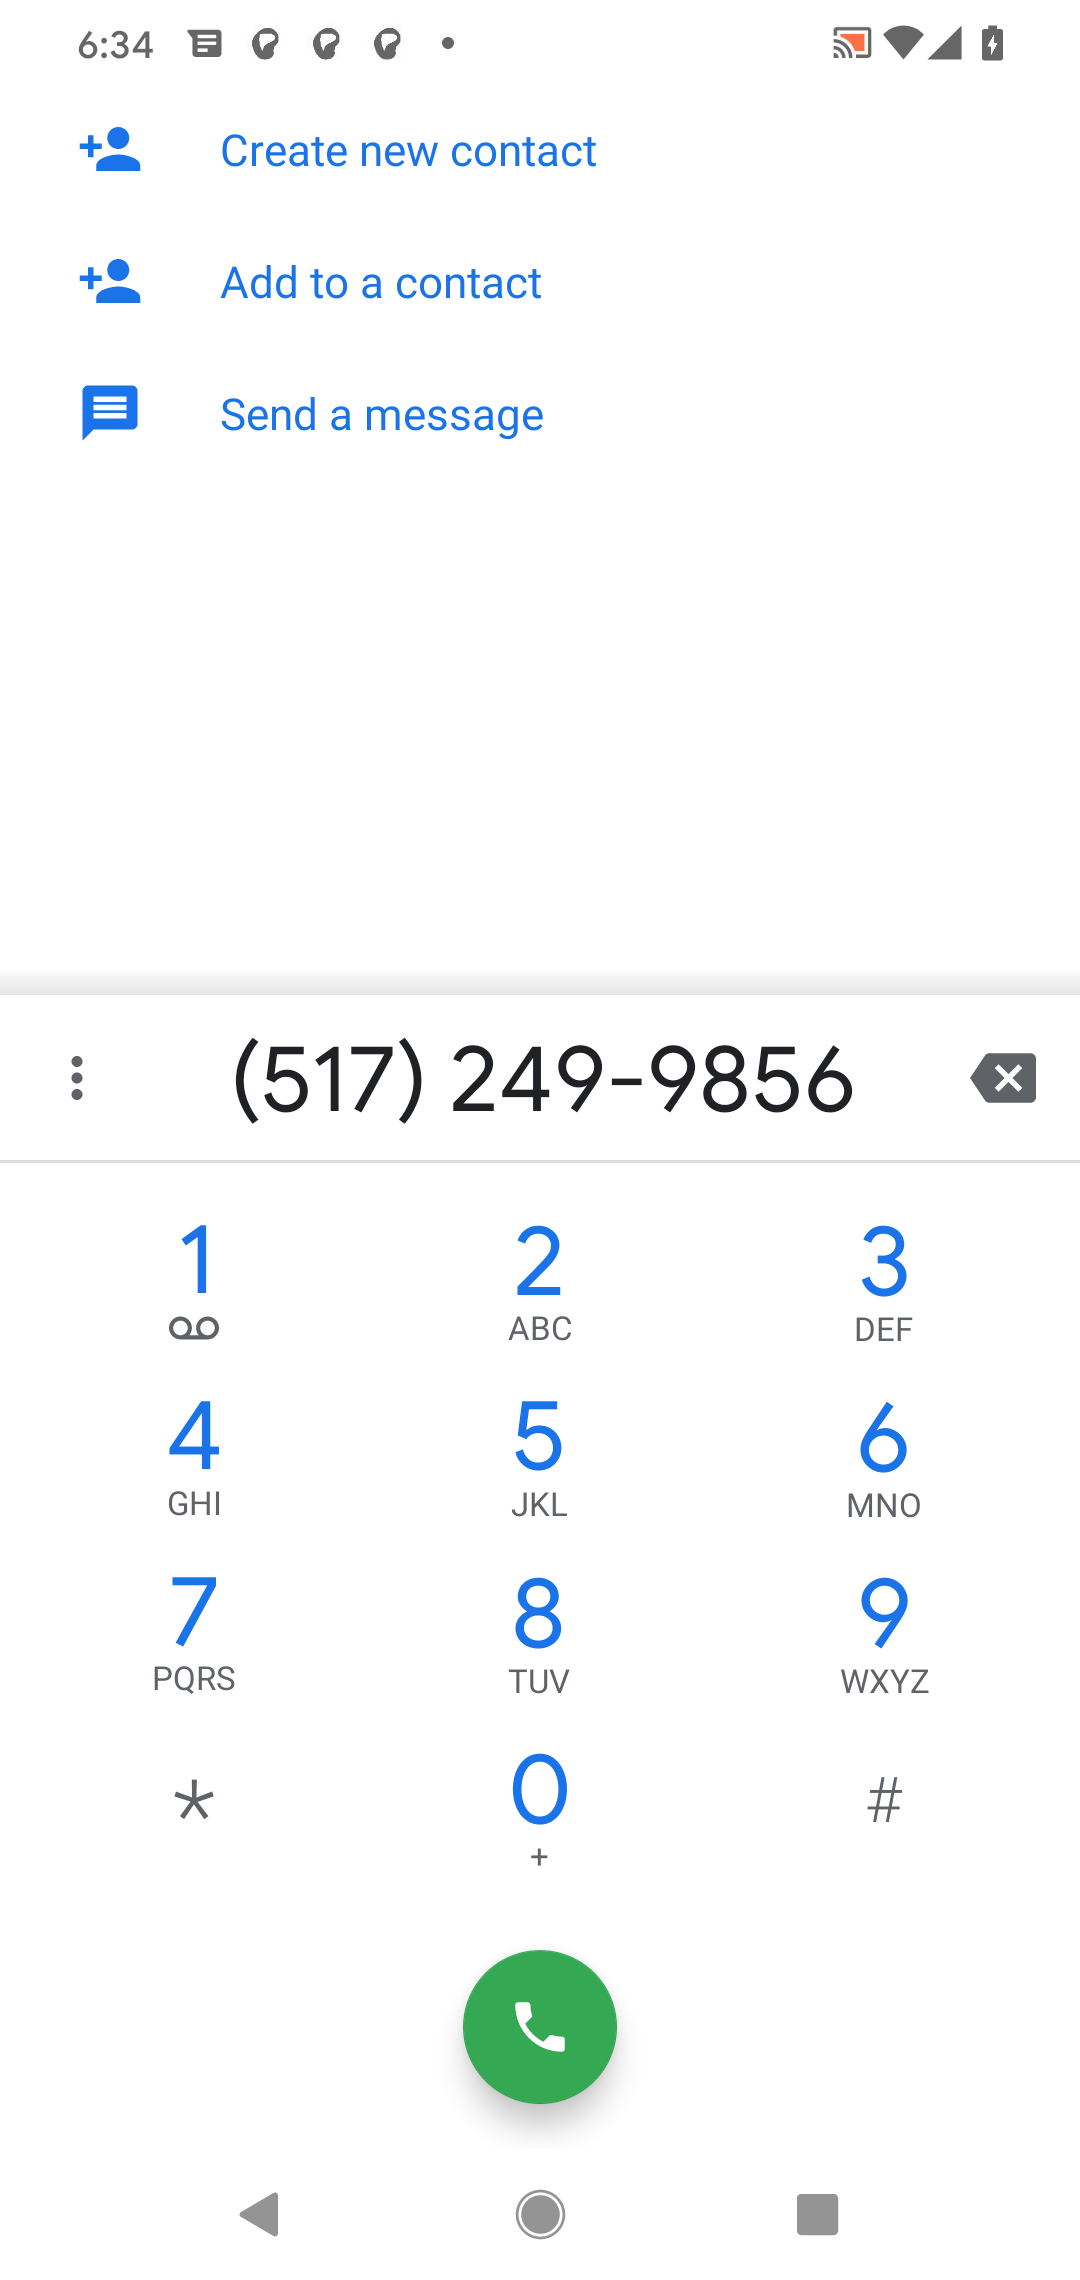 6:34
Create new contact
Add to a contact
Send a message
(517) 249-9856
1 2 3
ABC DEF
4 5 6
GHI JKL MNO
7 8 9
PQRS TUV WXYZ
* 0 #
+